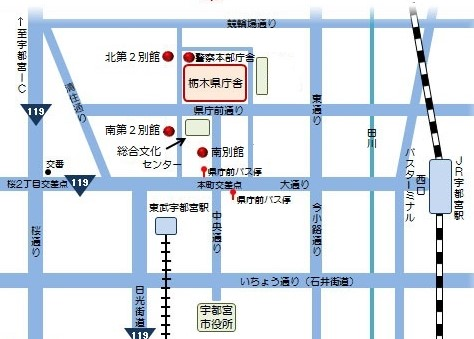 競輪場通り
←至宇都宮IC
北第2別館
警察本部庁舎
栃木県庁舎
清住通り
119
県庁前通り
東通り
田川
南第2別館
総合文化
センター
南別館
交番
県庁前バス停
桜2丁目交差点
119
本町交差点
大通り
県庁前バス停
西口
バスターミナル
JR宇都宮駅
東武宇都宮駅
桜通り
中央通り
今小路通り
いちょう通り(石井街道)
日光街道
宇都宮
市役所
119